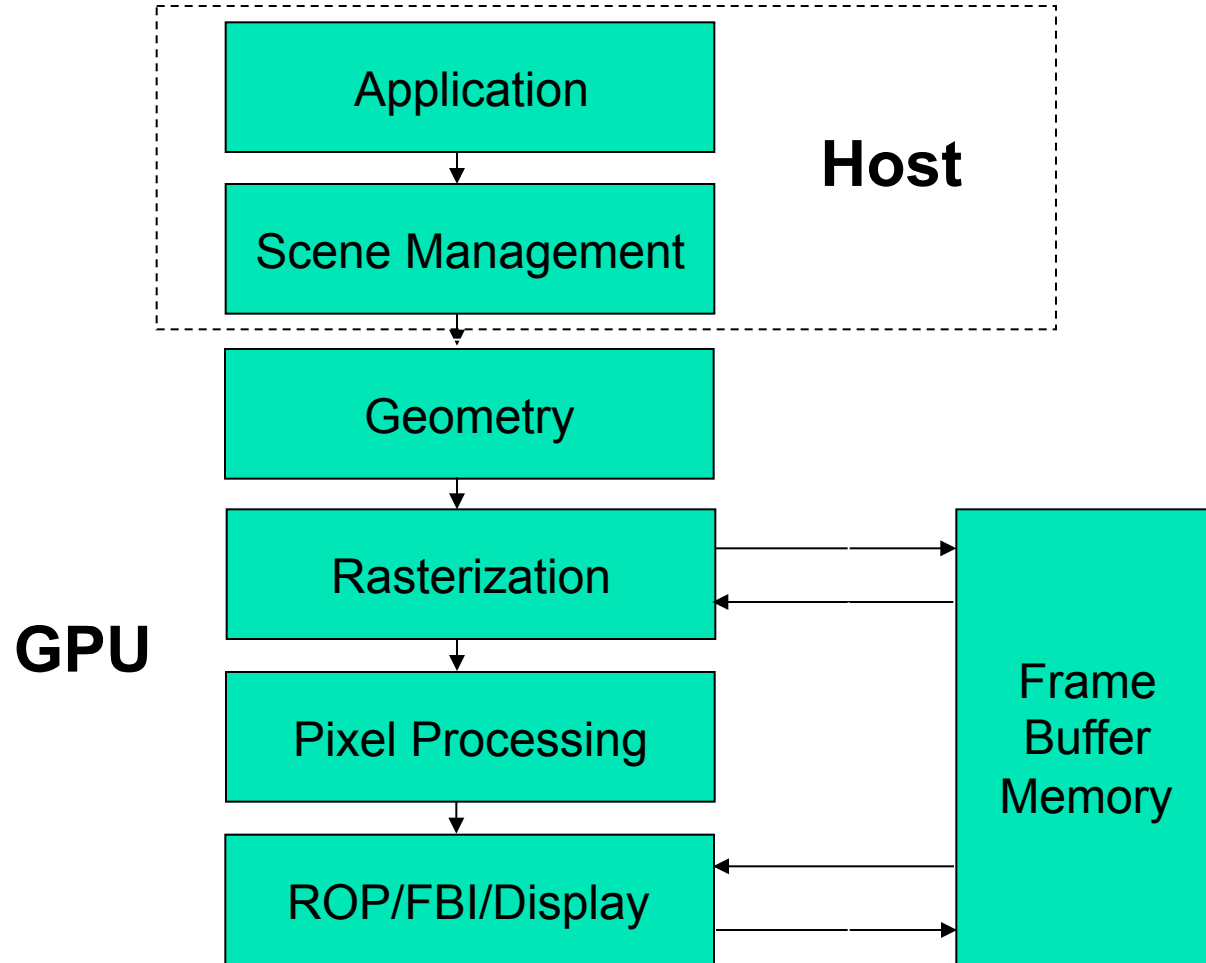 Application
Host
Scene Management
Geometry
Rasterization
GPU
Pixel Processing
Frame
Buffer
Memory
ROP/FBI/Display